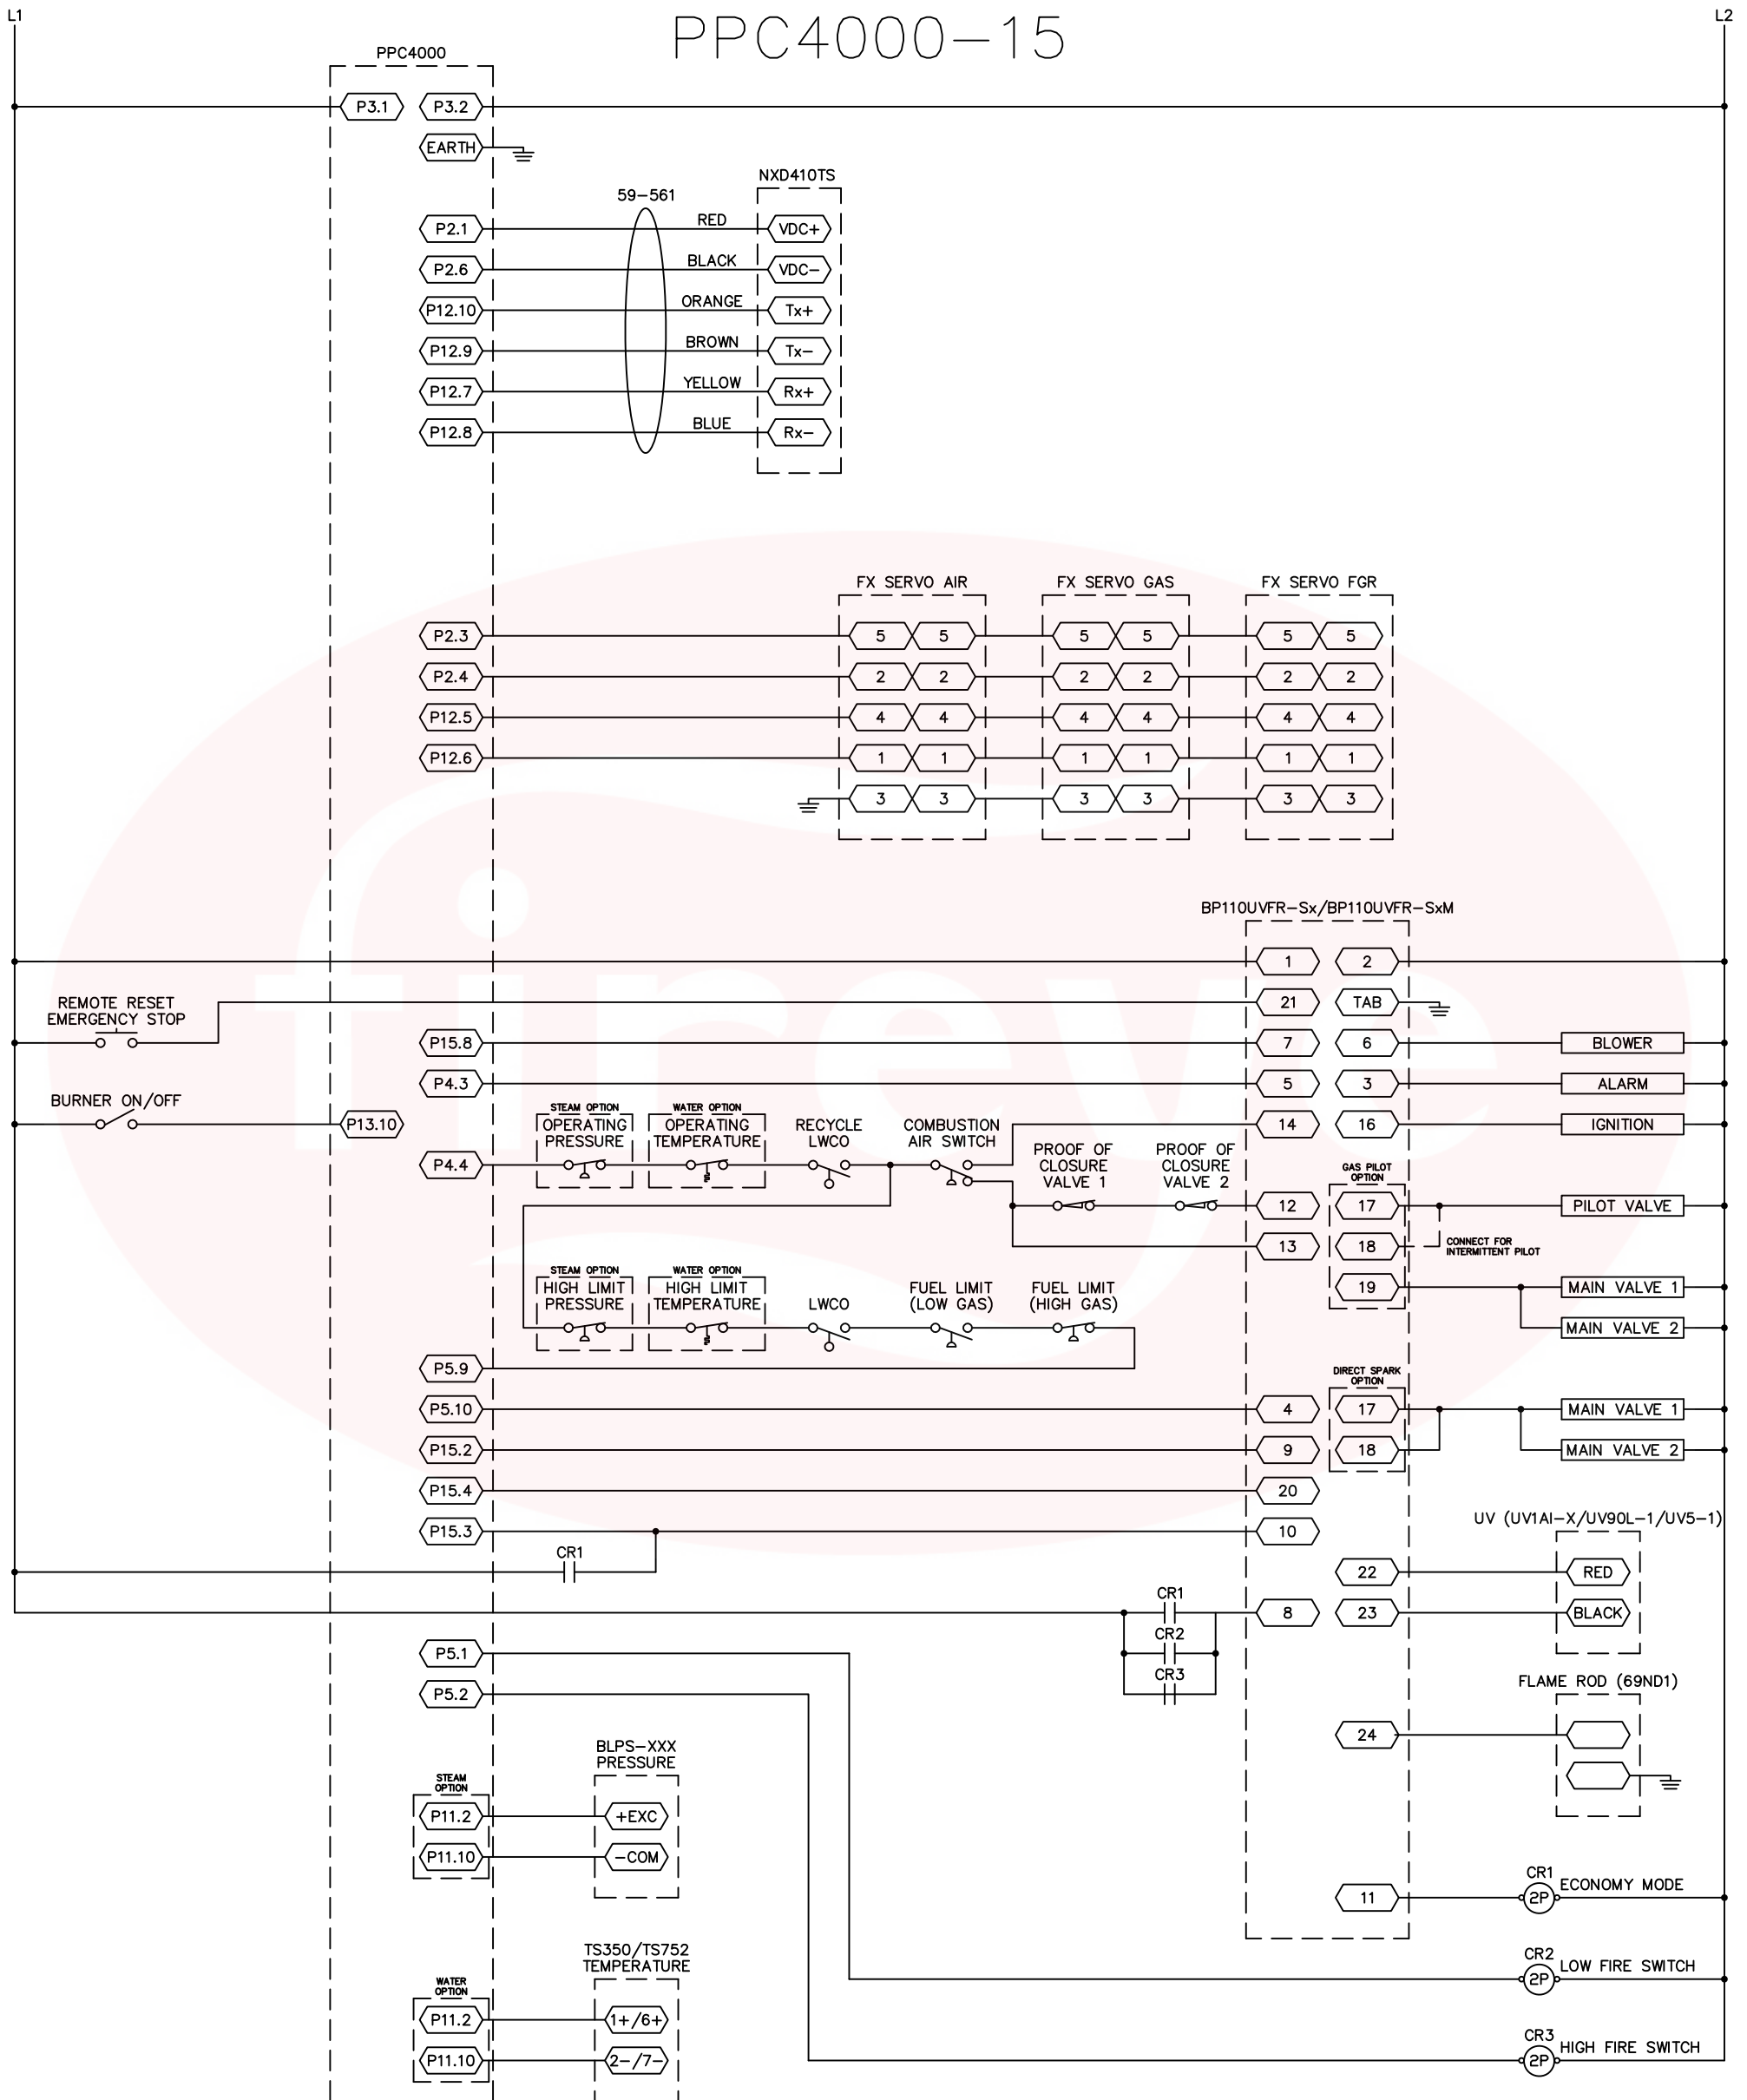 L1
PPC4000-15
L2
PPC4000
P3.1
P3.2
EARTH
59-561
NXD410TS
P2.1
RED
VDC+
P2.6
BLACK
VDC-
P12.10
ORANGE
Tx+
P12.9
BROWN
Tx-
P12.7
YELLOW
Rx+
P12.8
BLUE
Rx-
FX SERVO AIR
FX SERVO GAS
FX SERVO FGR
P2.3
5 5 5 5 5 5
P2.4
2 2 2 2 2 2
P12.5
4 4 4 4 4 4
P12.6
1 1 1 1 1 1
3 3 3 3 3 3
fireye
BP110UVFR-Sx/BP110UVFR-SxM
1
2
REMOTE RESET
EMERGENCY STOP
21
TAB
P15.8
7
6
BLOWER
P4.3
5
3
ALARM
BURNER ON/OFF
P13.10
14
16
IGNITION
P4.4
STEAM OPTION
OPERATING
PRESSURE
WATER OPTION
OPERATING
TEMPERATURE
RECYCLE
LWCO
COMBUSTION
AIR SWITCH
PROOF OF
CLOSURE
VALVE 1
PROOF OF
CLOSURE
VALVE 2
GAS PILOT
OPTION
12
17
PILOT VALVE
13
18
CONNECT FOR
INTERMITTENT PILOT
STEAM OPTION
HIGH LIMIT
PRESSURE
WATER OPTION
HIGH LIMIT
TEMPERATURE
LWCO
FUEL LIMIT
(LOW GAS)
FUEL LIMIT
(HIGH GAS)
19
MAIN VALVE 1
MAIN VALVE 2
P5.9
DIRECT SPARK
OPTION
P5.10
4
17
MAIN VALVE 1
P15.2
9
18
MAIN VALVE 2
P15.4
20
P15.3
10
UV (UV1AI-X/UV90L-1/UV5-1)
CR1
22
RED
CR1
8
23
BLACK
CR2
P5.1
CR3
P5.2
FLAME ROD (69ND1)
24
BLPS-XXX
PRESSURE
STEAM
OPTION
P11.2
+EXC
P11.10
-COM
11
CR1
2P
ECONOMY MODE
TS350/TS752
TEMPERATURE
CR2
2P
LOW FIRE SWITCH
WATER
OPTION
P11.2
1+/6+
P11.10
2-/7-
CR3
2P
HIGH FIRE SWITCH